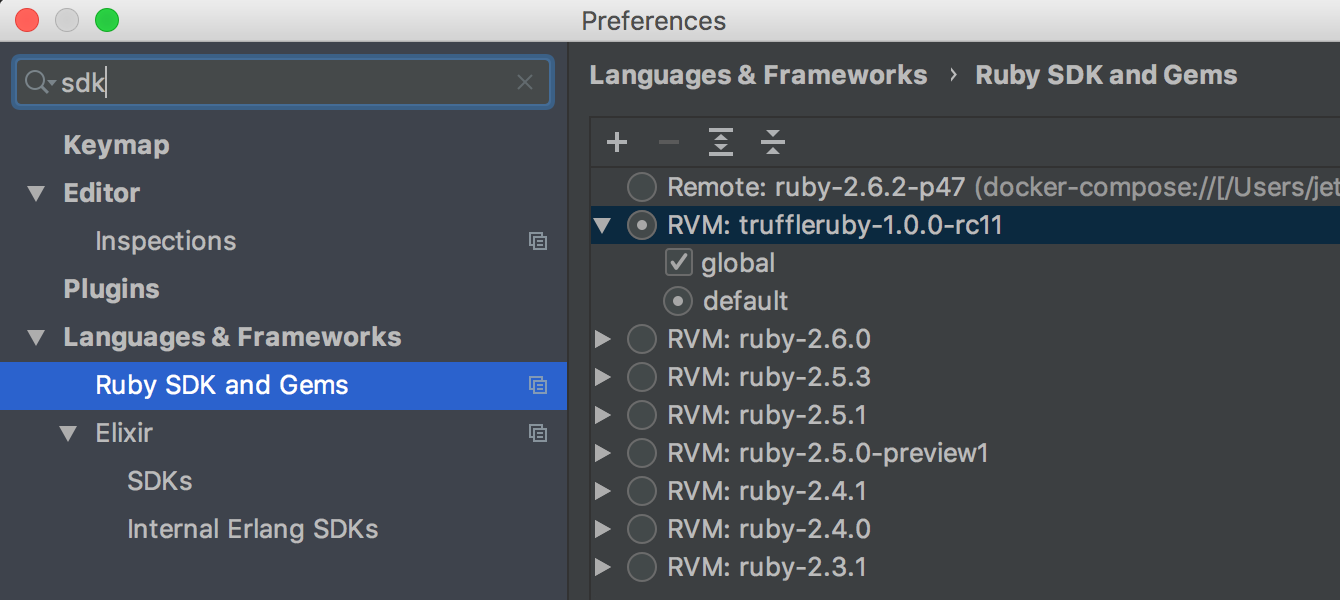 Preferences
sdk
Keymap
Editor
Inspections
Plugins
Languages & Frameworks
Ruby SDK and Gems
Elixir
SDKs
Internal Erlang SDKs
Languages & Frameworks › Ruby SDK and Gems
Remote: ruby-2.6.2-p47 (docker-compose://[/Users/jet
RVM: truffleruby-1.0.0-rc11
global
default
RVM: ruby-2.6.0
RVM: ruby-2.5.3
RVM: ruby-2.5.1
RVM: ruby-2.5.0-preview1
RVM: ruby-2.4.1
RVM: ruby-2.4.0
RVM: ruby-2.3.1